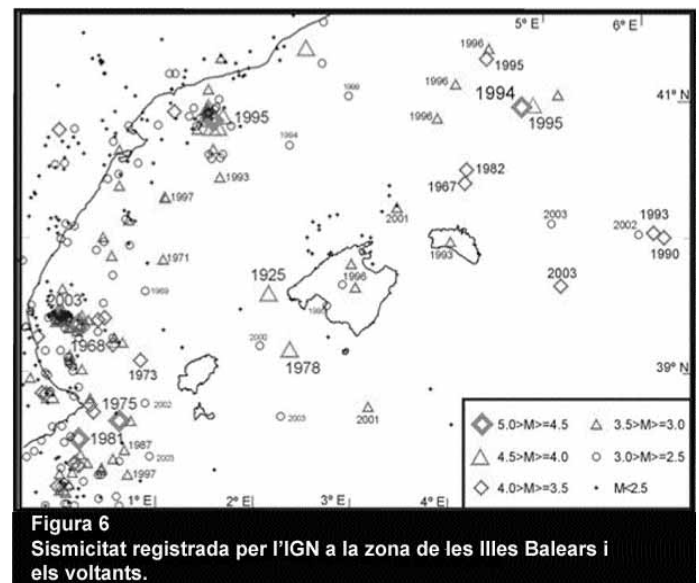 5º E
6º E
1996
1995
1996
1999
1994
41º N
1995
1996
1995
1994
1982
1993
1967
1997
2001
2003
2002
1993
1993
1990
1971
1996
2003
1969
1925
2003
1968
2000
1978
39º N
1973
1975
2002
2001
2003
1981
1987
2003
1997
1º E
2º E
3º E
4º E
5.0>M>=4.5
3.5>M>=3.0
4.5>M>=4.0
3.0>M>=2.5
4.0>M>=3.5
M<2.5
Figura 6
Sismicitat registrada per l'IGN a la zona de les Illes Balears i
els voltants.